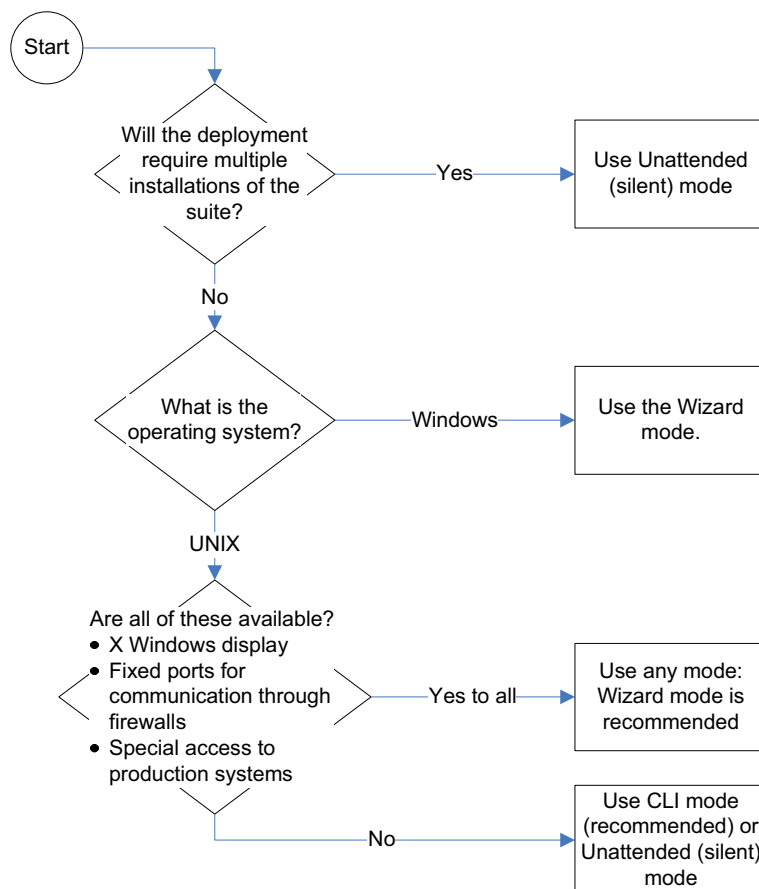 Start
Will the deployment
require multiple
installations of the
suite?
Yes
Use Unattended
(silent) mode
No
What is the
operating system?
Windows
Use the Wizard
mode.
UNIX
Are all of these available?
• X Windows display
• Fixed ports for
communication through
firewalls
• Special access to
production systems
Yes to all
Use any mode:
Wizard mode is
recommended
No
Use CLI mode
(recommended) or
Unattended (silent)
mode